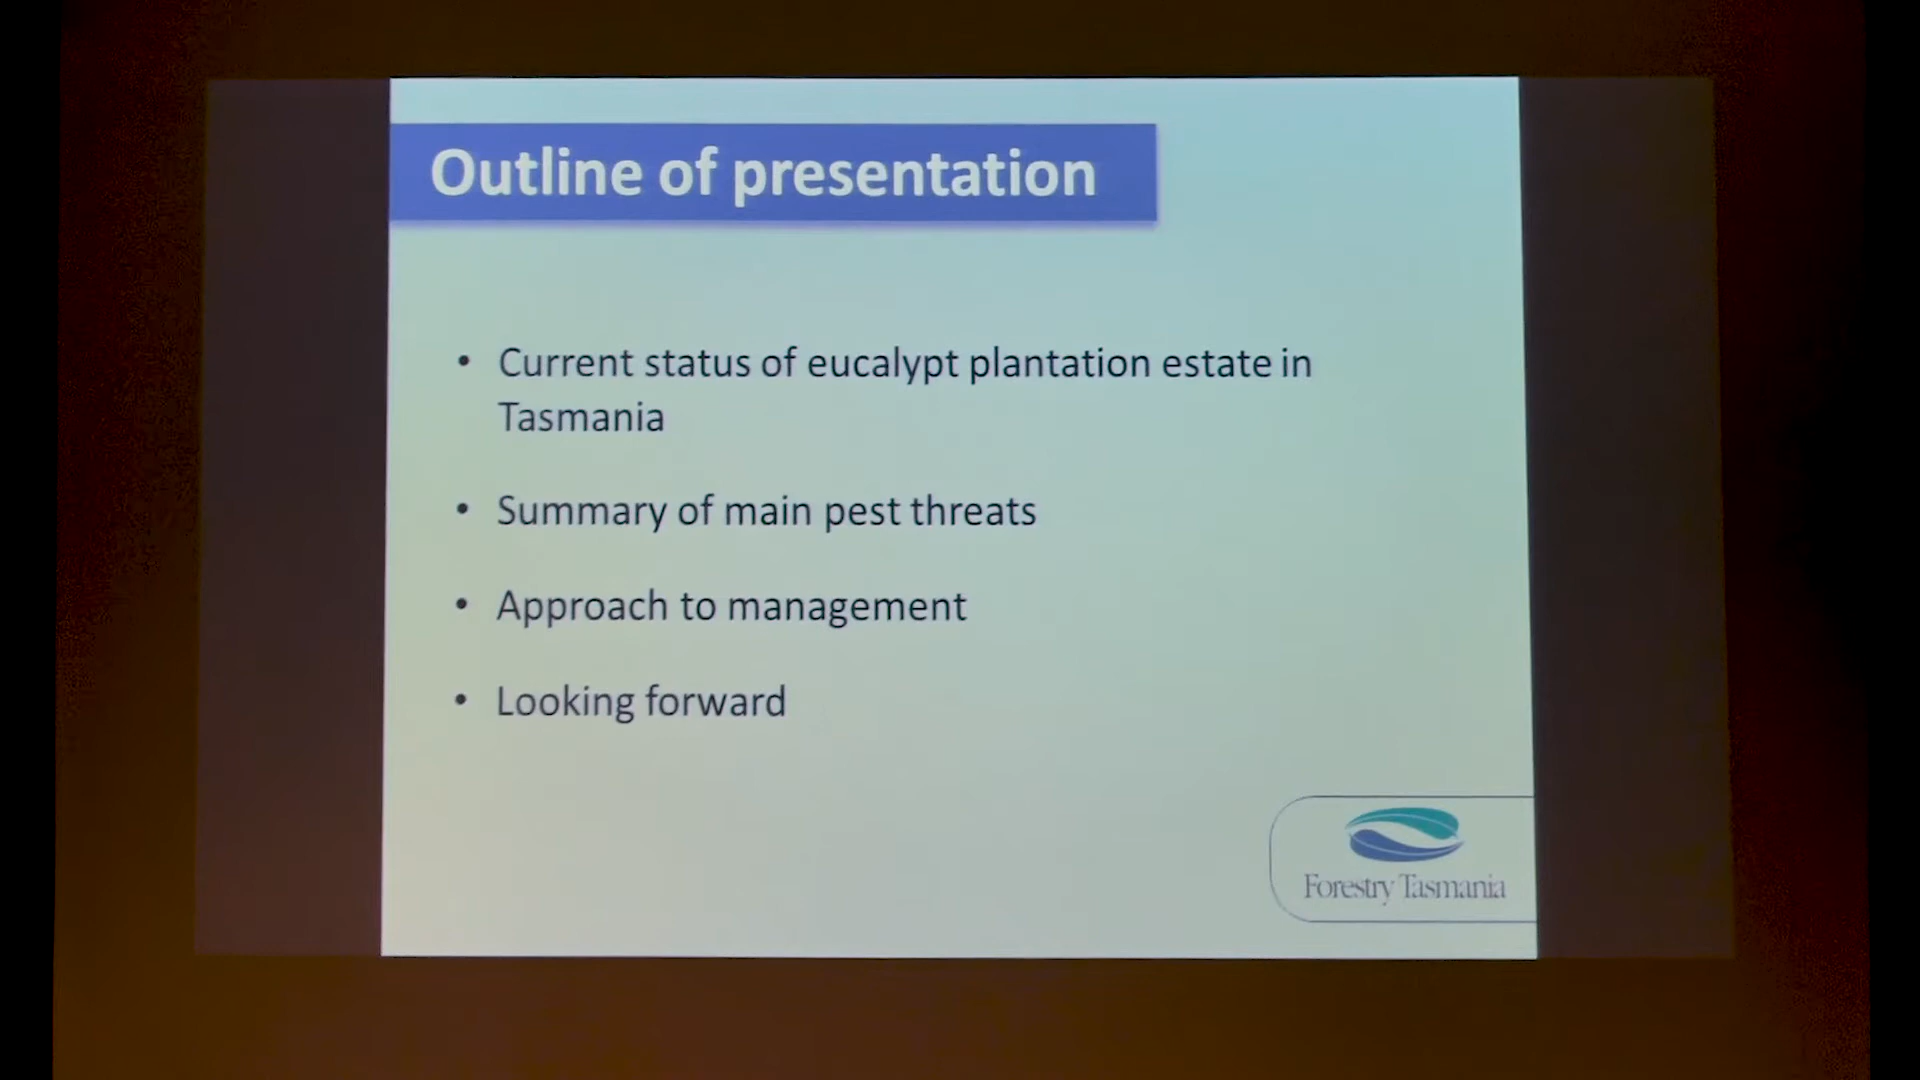 Outline of presentation
• Current status of eucalypt plantation estate in
Tasmania
• Summary of main pest threats
• Approach to management
• Looking forward
Forestry Tasmania